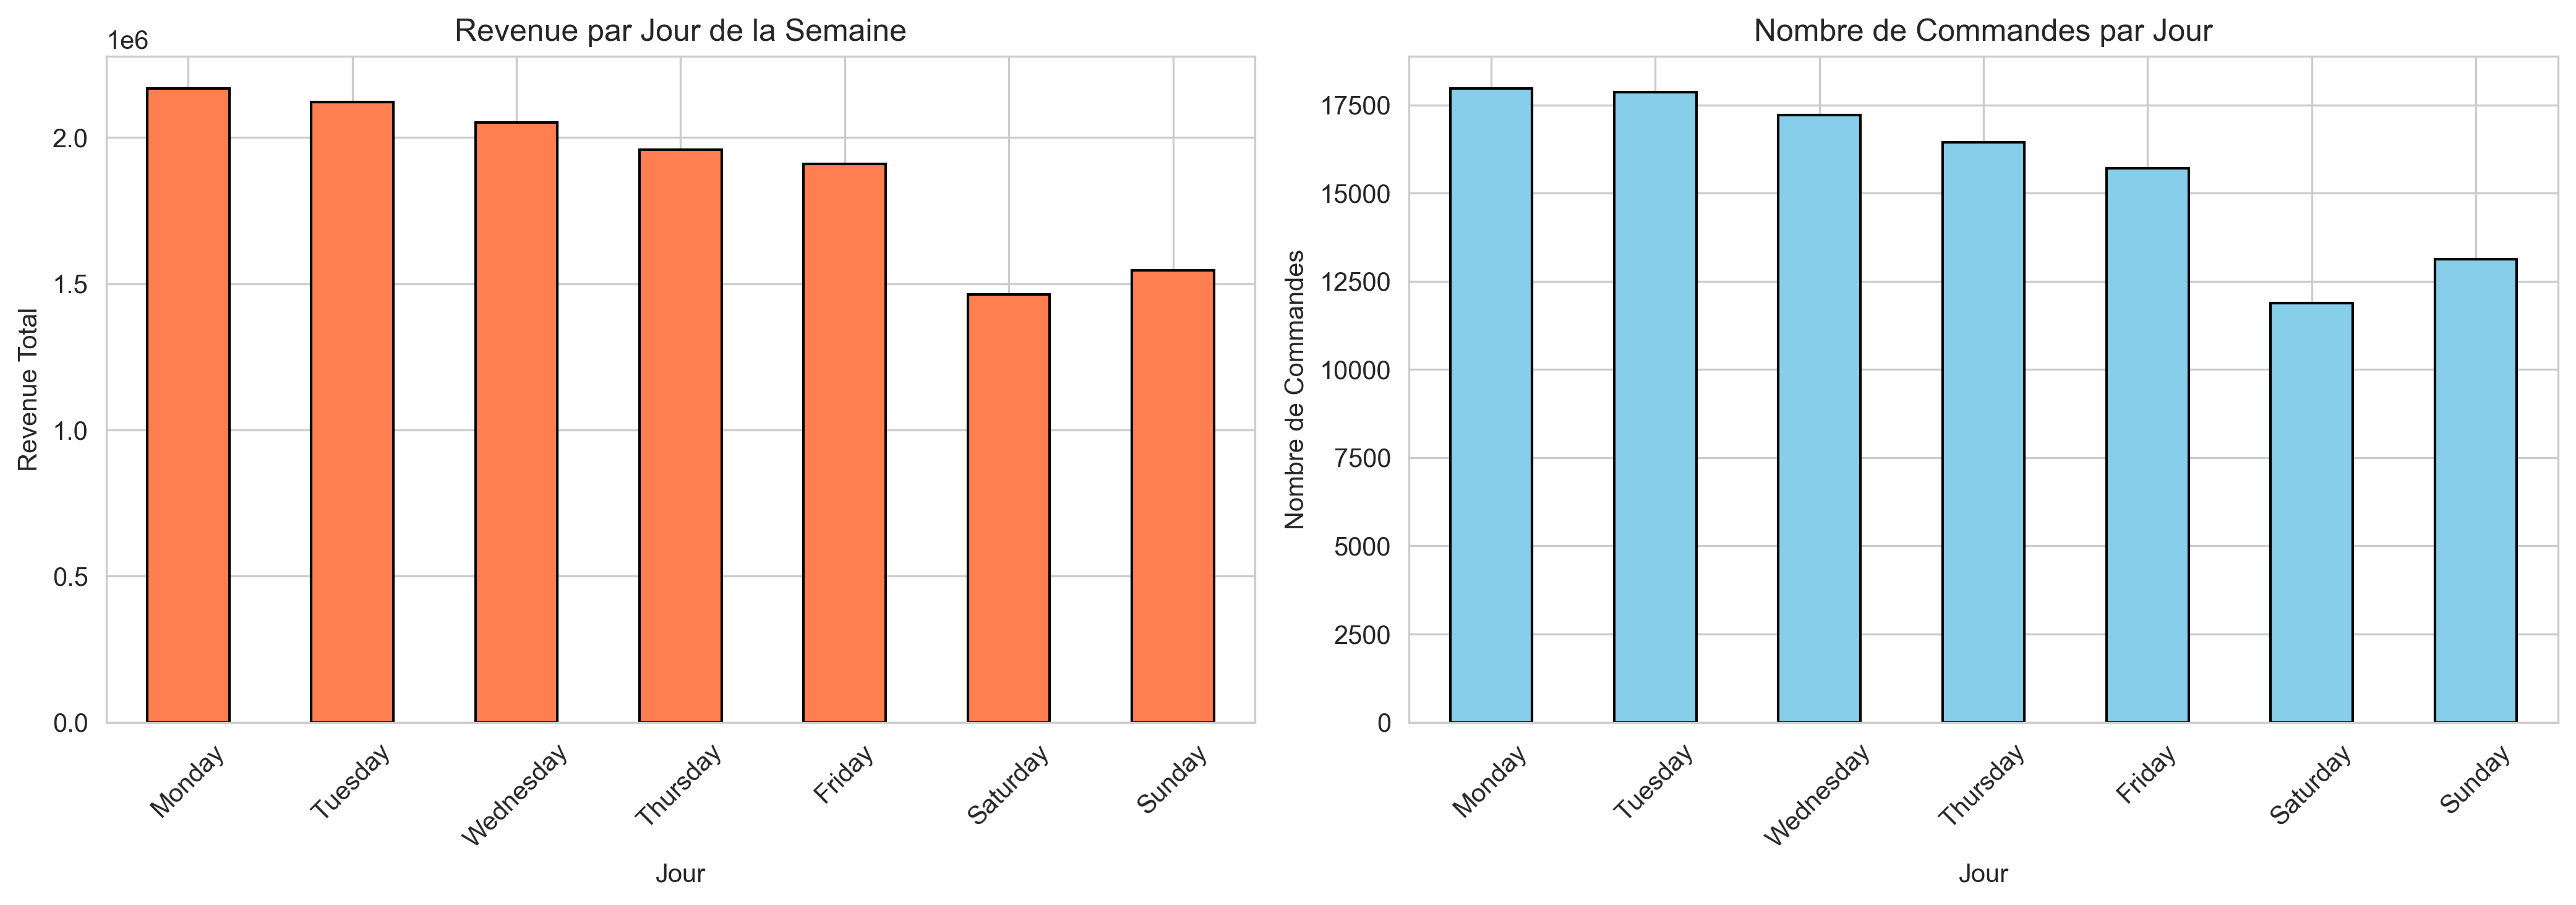 Revenue par Jour de la Semaine
1e6
2.0
1.5
1.0
0.5
0.0
Revenue Total
Monday
Tuesday
Wednesday
Thursday
Friday
Saturday
Sunday
Jour
Nombre de Commandes par Jour
17500
15000
12500
10000
7500
5000
2500
0
Nombre de Commandes
Monday
Tuesday
Wednesday
Thursday
Friday
Saturday
Sunday
Jour